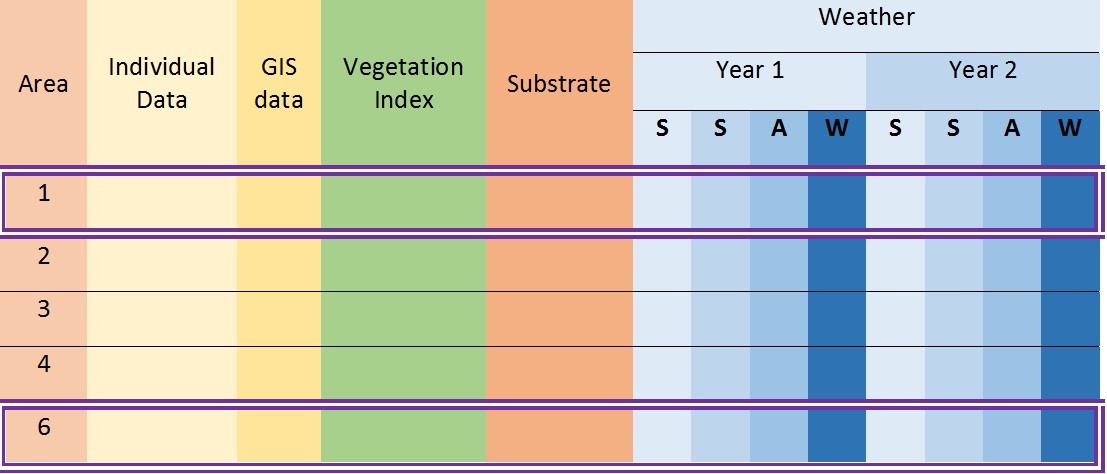 Weather
Area
Individual
Data
GIS
data
Vegetation
Index
Substrate
Year 1
Year 2
S S A W S S A W
1
2
3
4
6